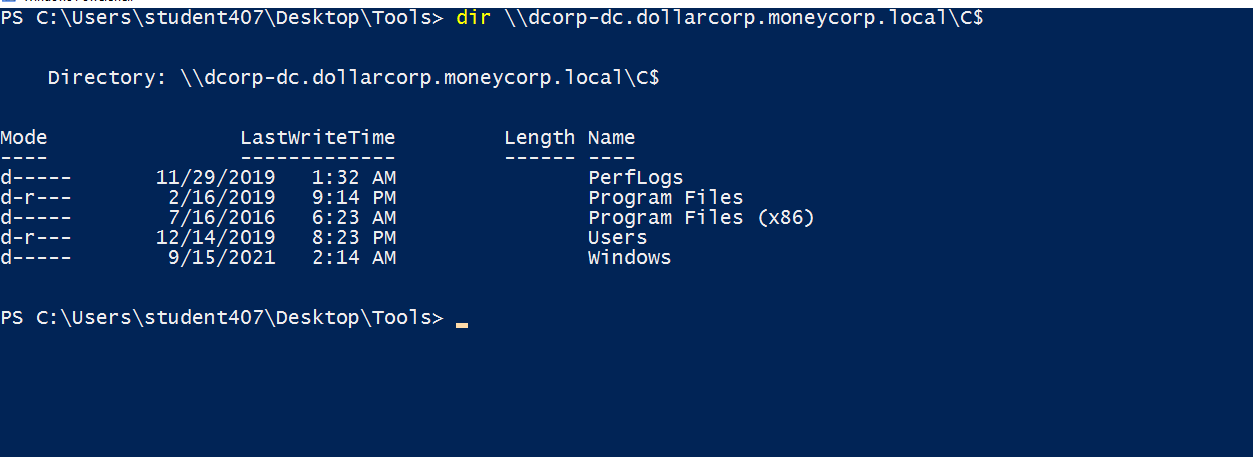 PS C:\Users\student407\Desktop\Tools> dir \\dcorp-dc.dollarcorp.moneycorp.local\C$
Directory: \\dcorp-dc.dollarcorp.moneycorp.local\C$
Mode LastWriteTime Length Name
---- ------------- ------ ----
d----- 11/29/2019 1:32 AM PerfLogs
d-r--- 2/16/2019 9:14 PM Program Files
d----- 7/16/2016 6:23 AM Program Files (x86)
d-r--- 12/14/2019 8:23 PM Users
d----- 9/15/2021 2:14 AM Windows
PS C:\Users\student407\Desktop\Tools>